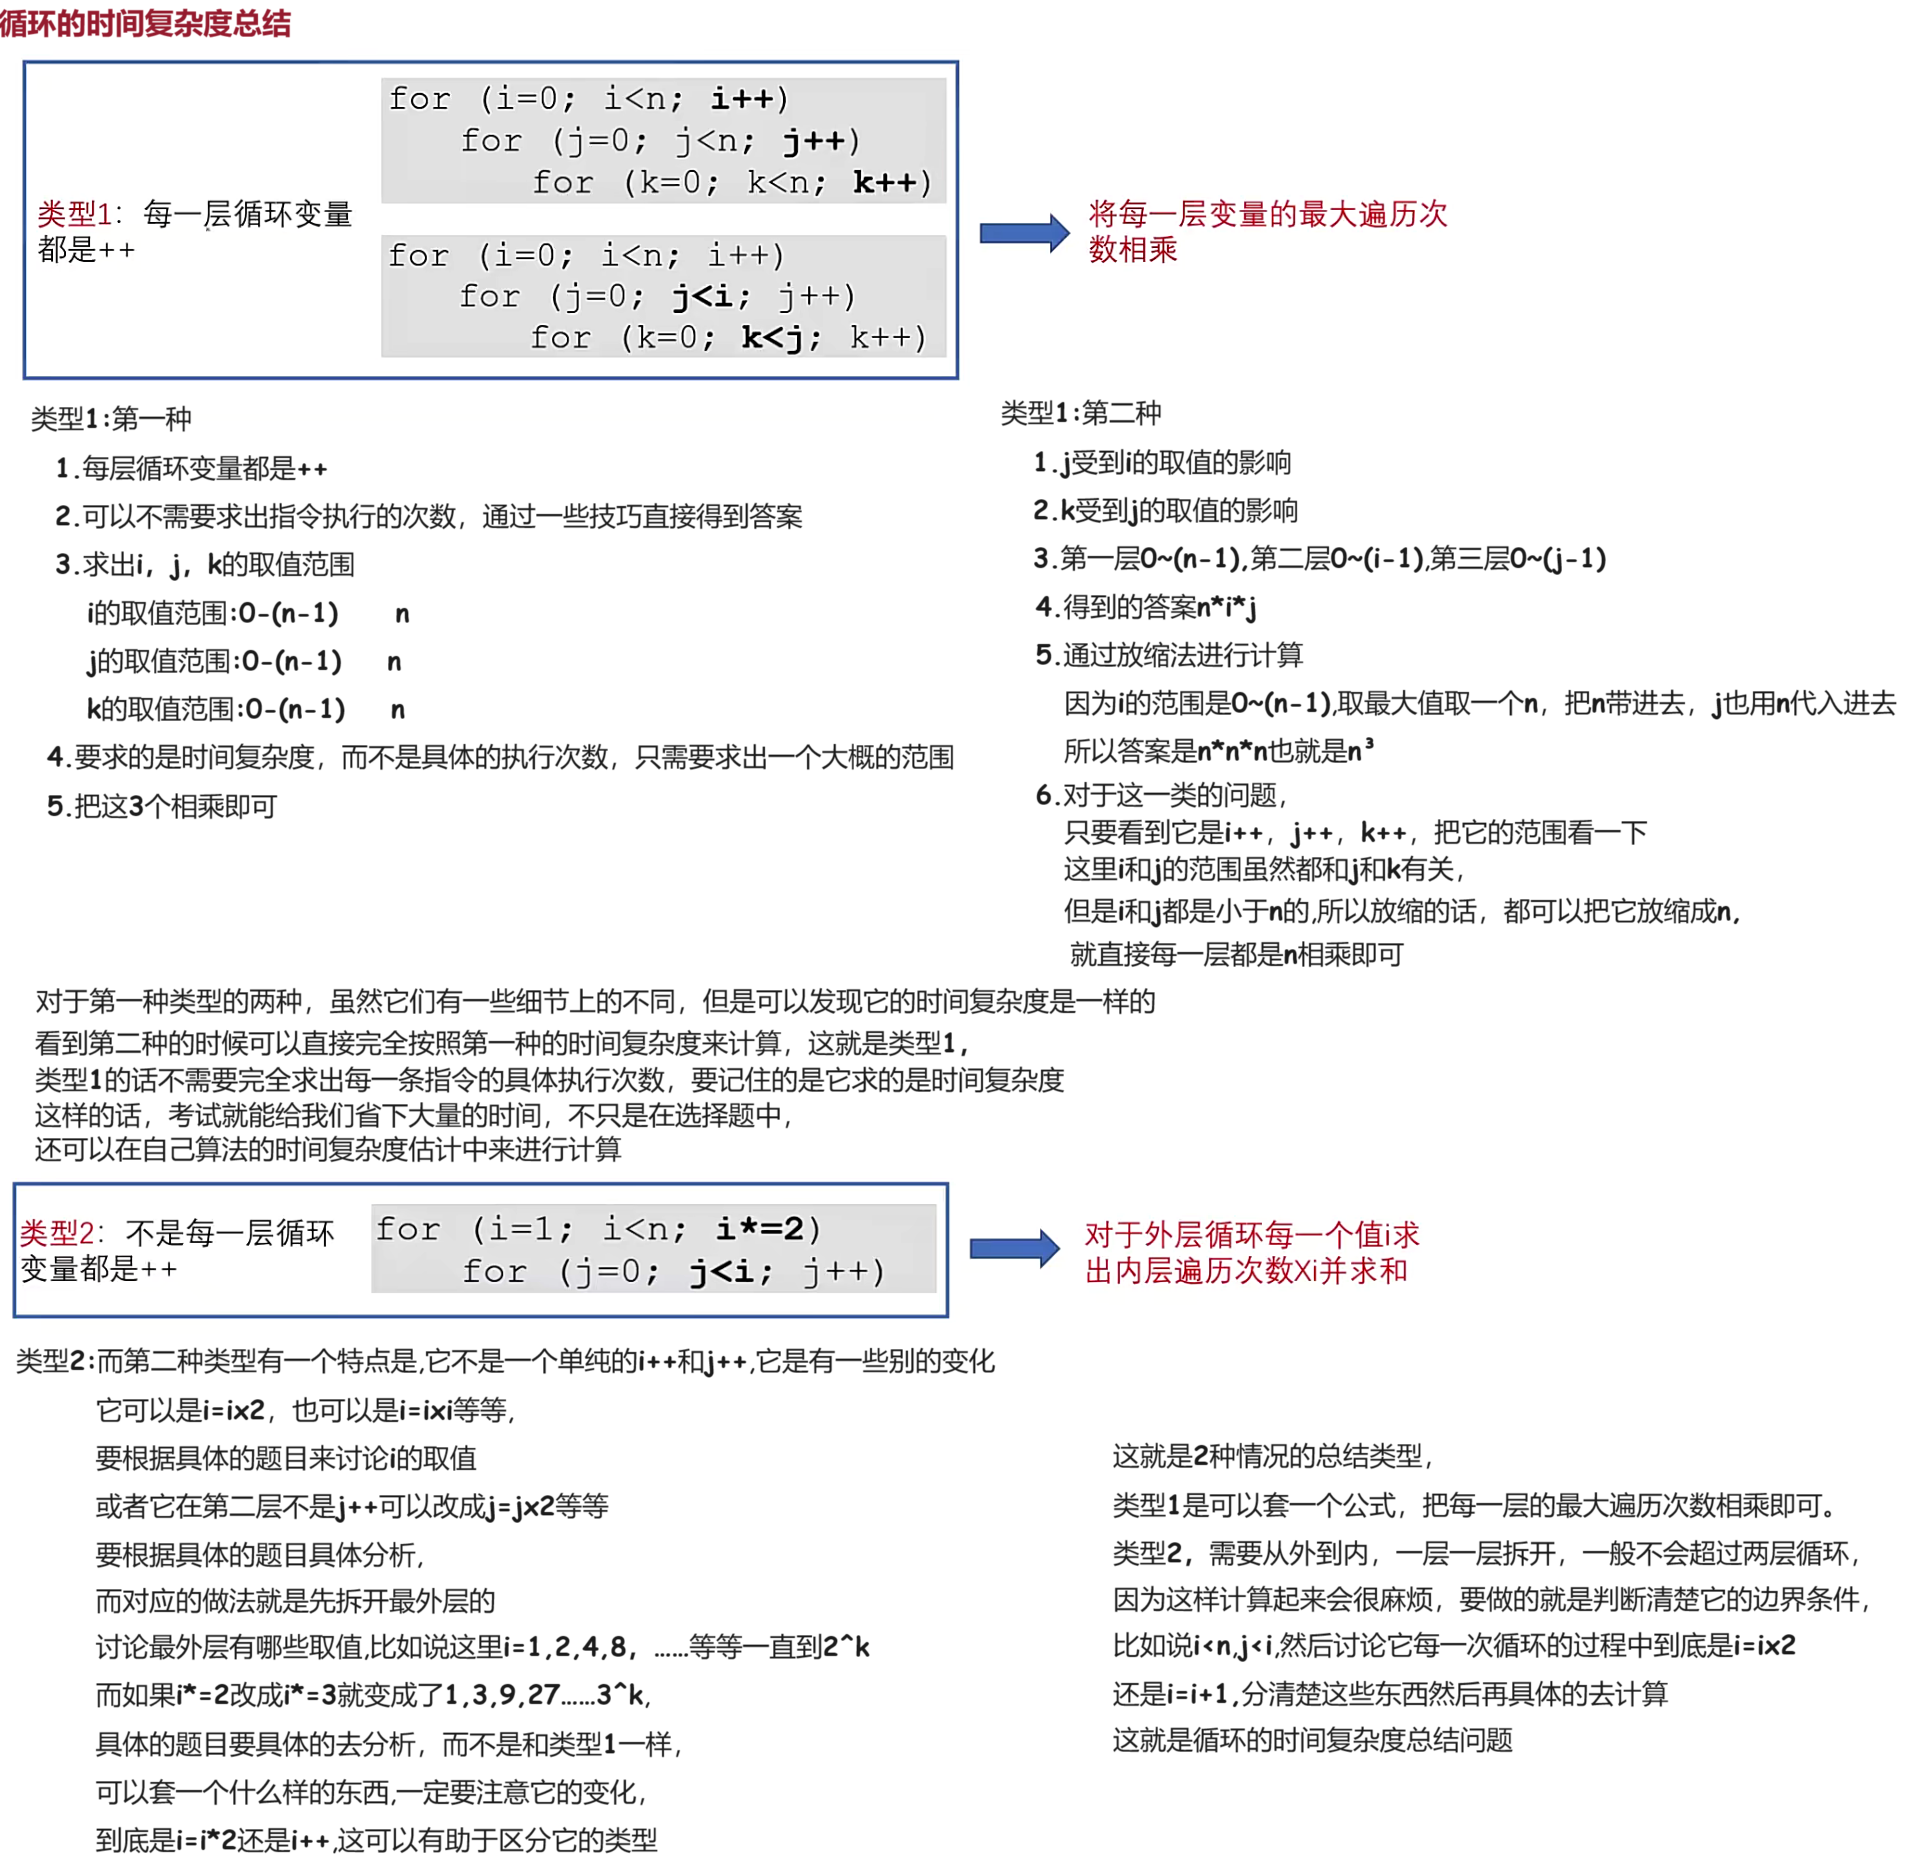 循环的时间复杂度总结
类型1：每一层循环变量
都是++
for (i=0; i<n; i++)
for (j=0; j<n; j++)
for (k=0; k<n; k++)
for (i=0; i<n; i++)
for (j=0; j<i; j++)
for (k=0; k<j; k++)
将每一层变量的最大遍历次
数相乘
类型1:第一种
1.每层循环变量都是++
2.可以不需要求出指令执行的次数，通过一些技巧直接得到答案
3.求出i，j，k的取值范围
i的取值范围:0-(n-1) n
j的取值范围:0-(n-1) n
k的取值范围:0-(n-1) n
4.要求的是时间复杂度，而不是具体的执行次数，只需要求出一个大概的范围
5.把这3个相乘即可
类型1:第二种
1.j受到i的取值的影响
2.k受到j的取值的影响
3.第一层0~(n-1),第二层0~(i-1),第三层0~(j-1)
4.得到的答案n*i*j
5.通过放缩法进行计算
因为i的范围是0~(n-1),取最大值取一个n，把n带进去，j也用n代入进去
所以答案是n*n*n也就是n³
6.对于这一类的问题，
只要看到它是i++，j++，k++，把它的范围看一下
这里i和j的范围虽然都和j和k有关，
但是i和j都是小于n的,所以放缩的话，都可以把它放缩成n，
就直接每一层都是n相乘即可
对于第一种类型的两种，虽然它们有一些细节上的不同，但是可以发现它的时间复杂度是一样的
看到第二种的时候可以直接完全按照第一种的时间复杂度来计算，这就是类型1，
类型1的话不需要完全求出每一条指令的具体执行次数，要记住的是它求的是时间复杂度
这样的话，考试就能给我们省下大量的时间，不只是在选择题中，
还可以在自己算法的时间复杂度估计中来进行计算
类型2：不是每一层循环
变量都是++
for (i=1; i<n; i*=2)
for (j=0; j<i; j++)
对于外层循环每一个值i求
出内层遍历次数Xi并求和
类型2:而第二种类型有一个特点是,它不是一个单纯的i++和j++,它是有一些别的变化
它可以是i=ix2，也可以是i=ixi等等，
要根据具体的题目来讨论i的取值
或者它在第二层不是j++可以改成j=jx2等等
要根据具体的题目具体分析，
而对应的做法就是先拆开最外层的
讨论最外层有哪些取值,比如说这里i=1,2,4,8，……等等一直到2^k
而如果i*=2改成i*=3就变成了1,3,9,27……3^k，
具体的题目要具体的去分析，而不是和类型1一样，
可以套一个什么样的东西,一定要注意它的变化，
到底是i=i*2还是i++,这可以有助于区分它的类型
这就是2种情况的总结类型，
类型1是可以套一个公式，把每一层的最大遍历次数相乘即可。
类型2，需要从外到内，一层一层拆开，一般不会超过两层循环，
因为这样计算起来会很麻烦，要做的就是判断清楚它的边界条件，
比如说i<n,j<i,然后讨论它每一次循环的过程中到底是i=ix2
还是i=i+1,分清楚这些东西然后再具体的去计算
这就是循环的时间复杂度总结问题